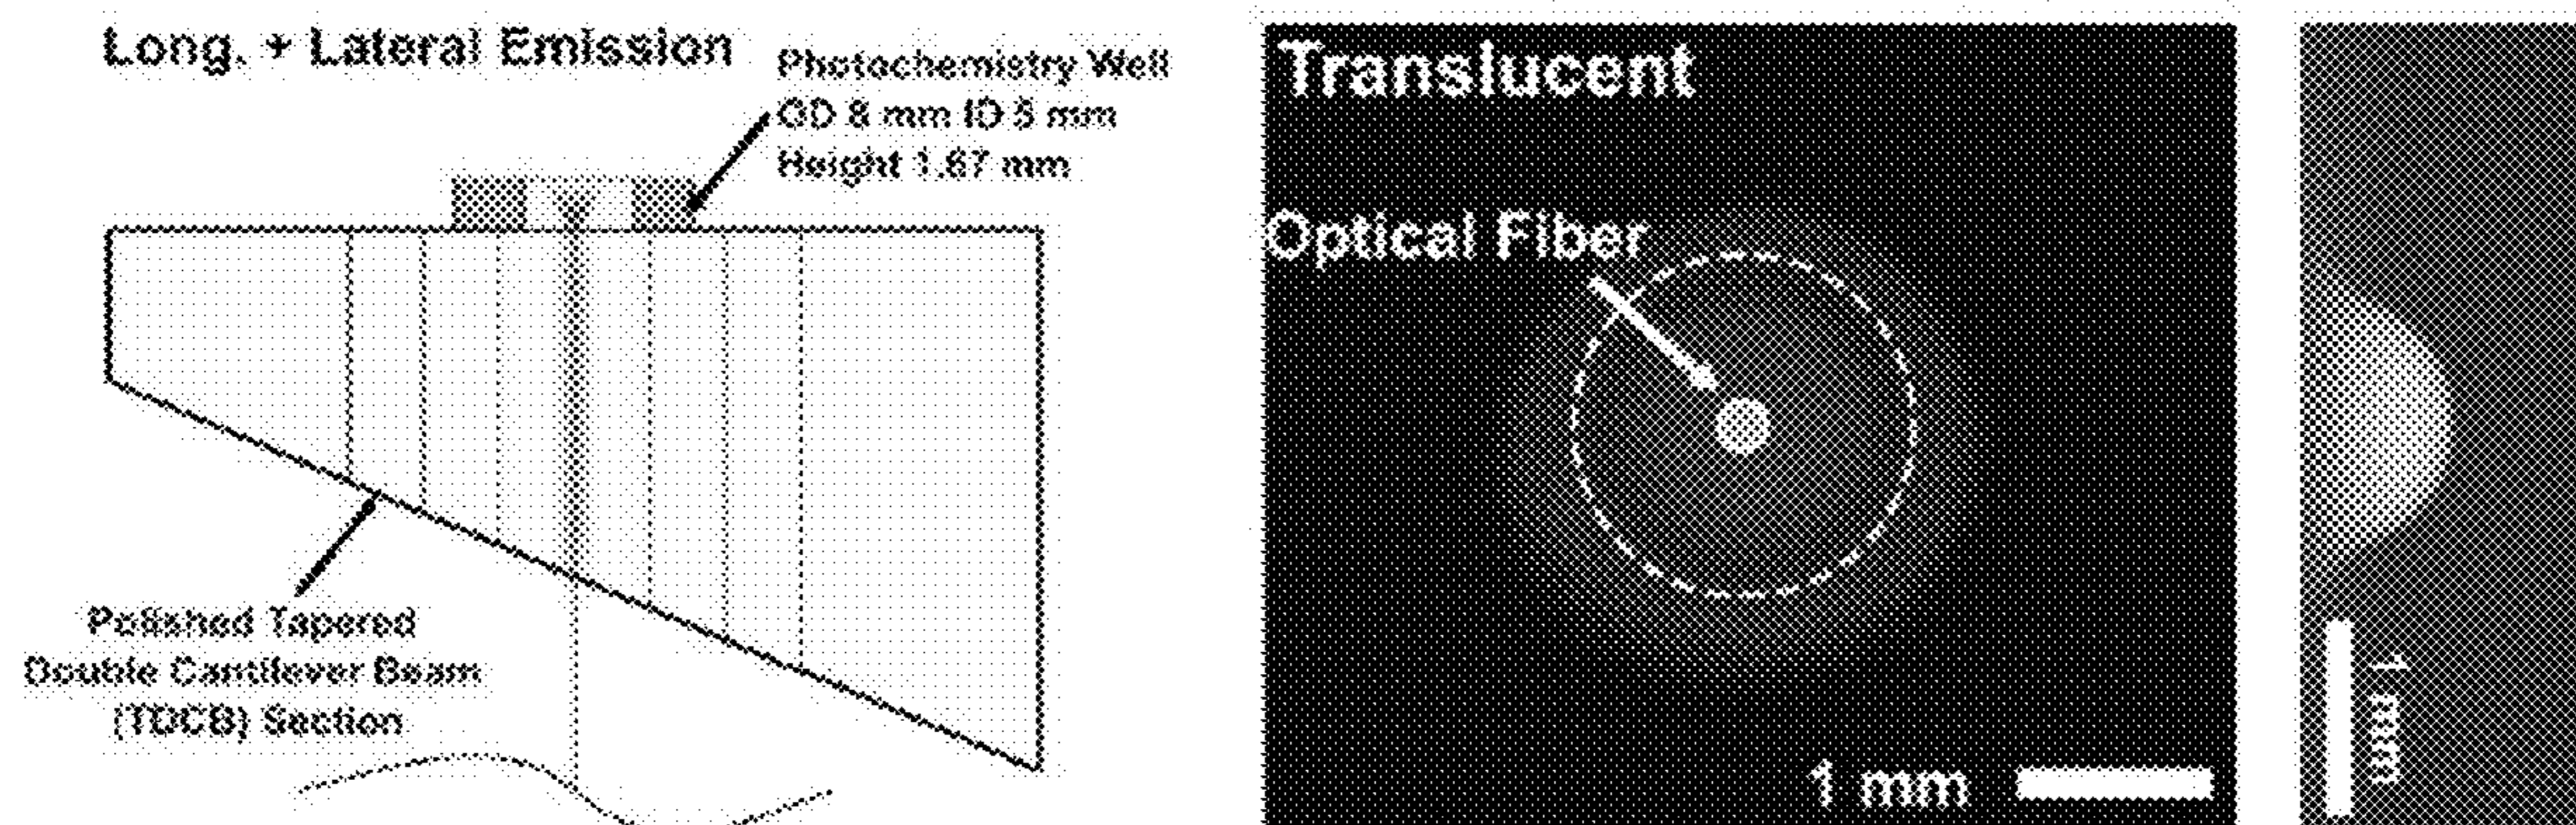 Long. + Lateral Emission
Photochemistry Well
OD 8 mm ID 5 mm
Height 1.67 mm
Polished Tapered
Double Cantilever Beam
(TDCB) Section
Translucent
Optical Fiber
1 mm
1 mm